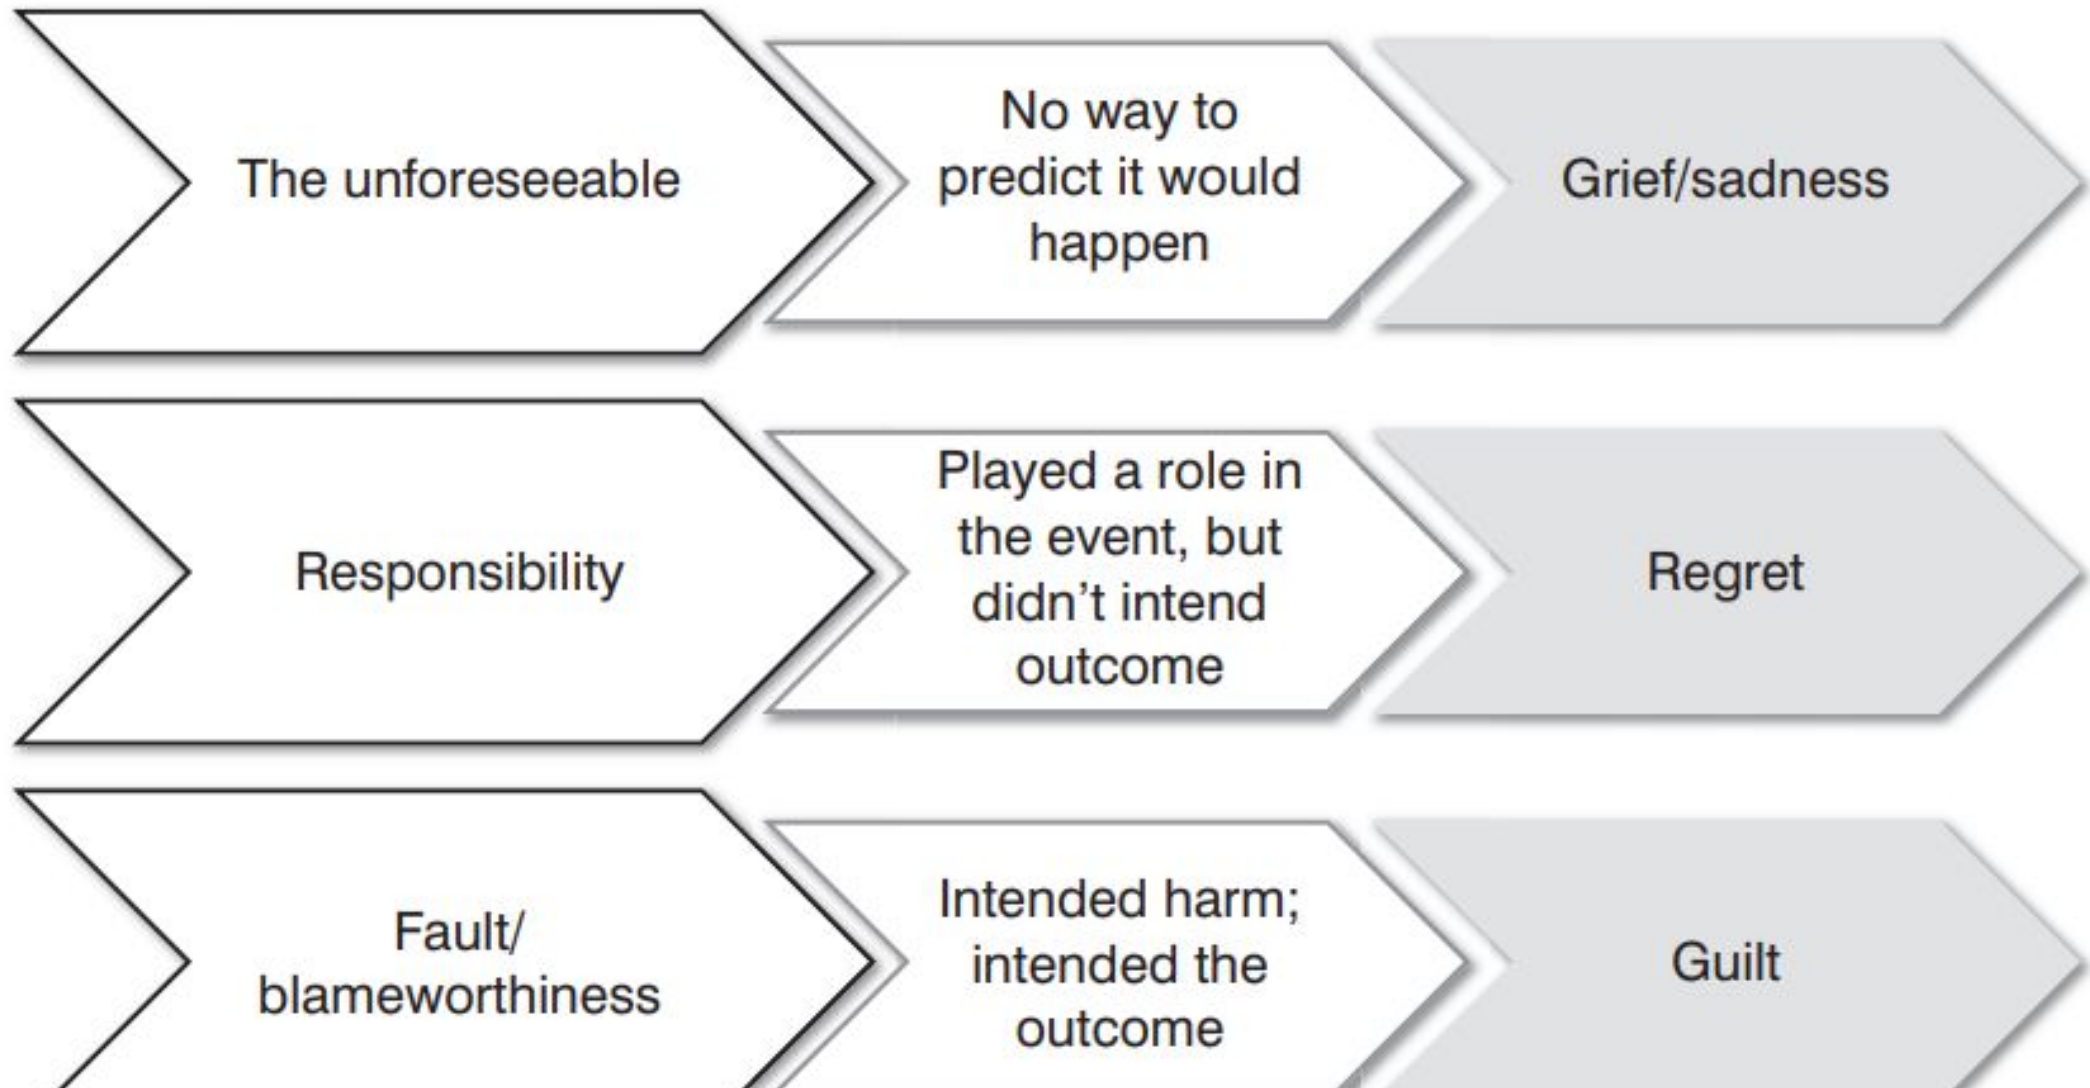 The unforeseeable
No way to
predict it would
happen
Grief/sadness
Responsibility
Played a role in
the event, but
didn’t intend
outcome
Regret
Fault/
blameworthiness
Intended harm;
intended the
outcome
Guilt